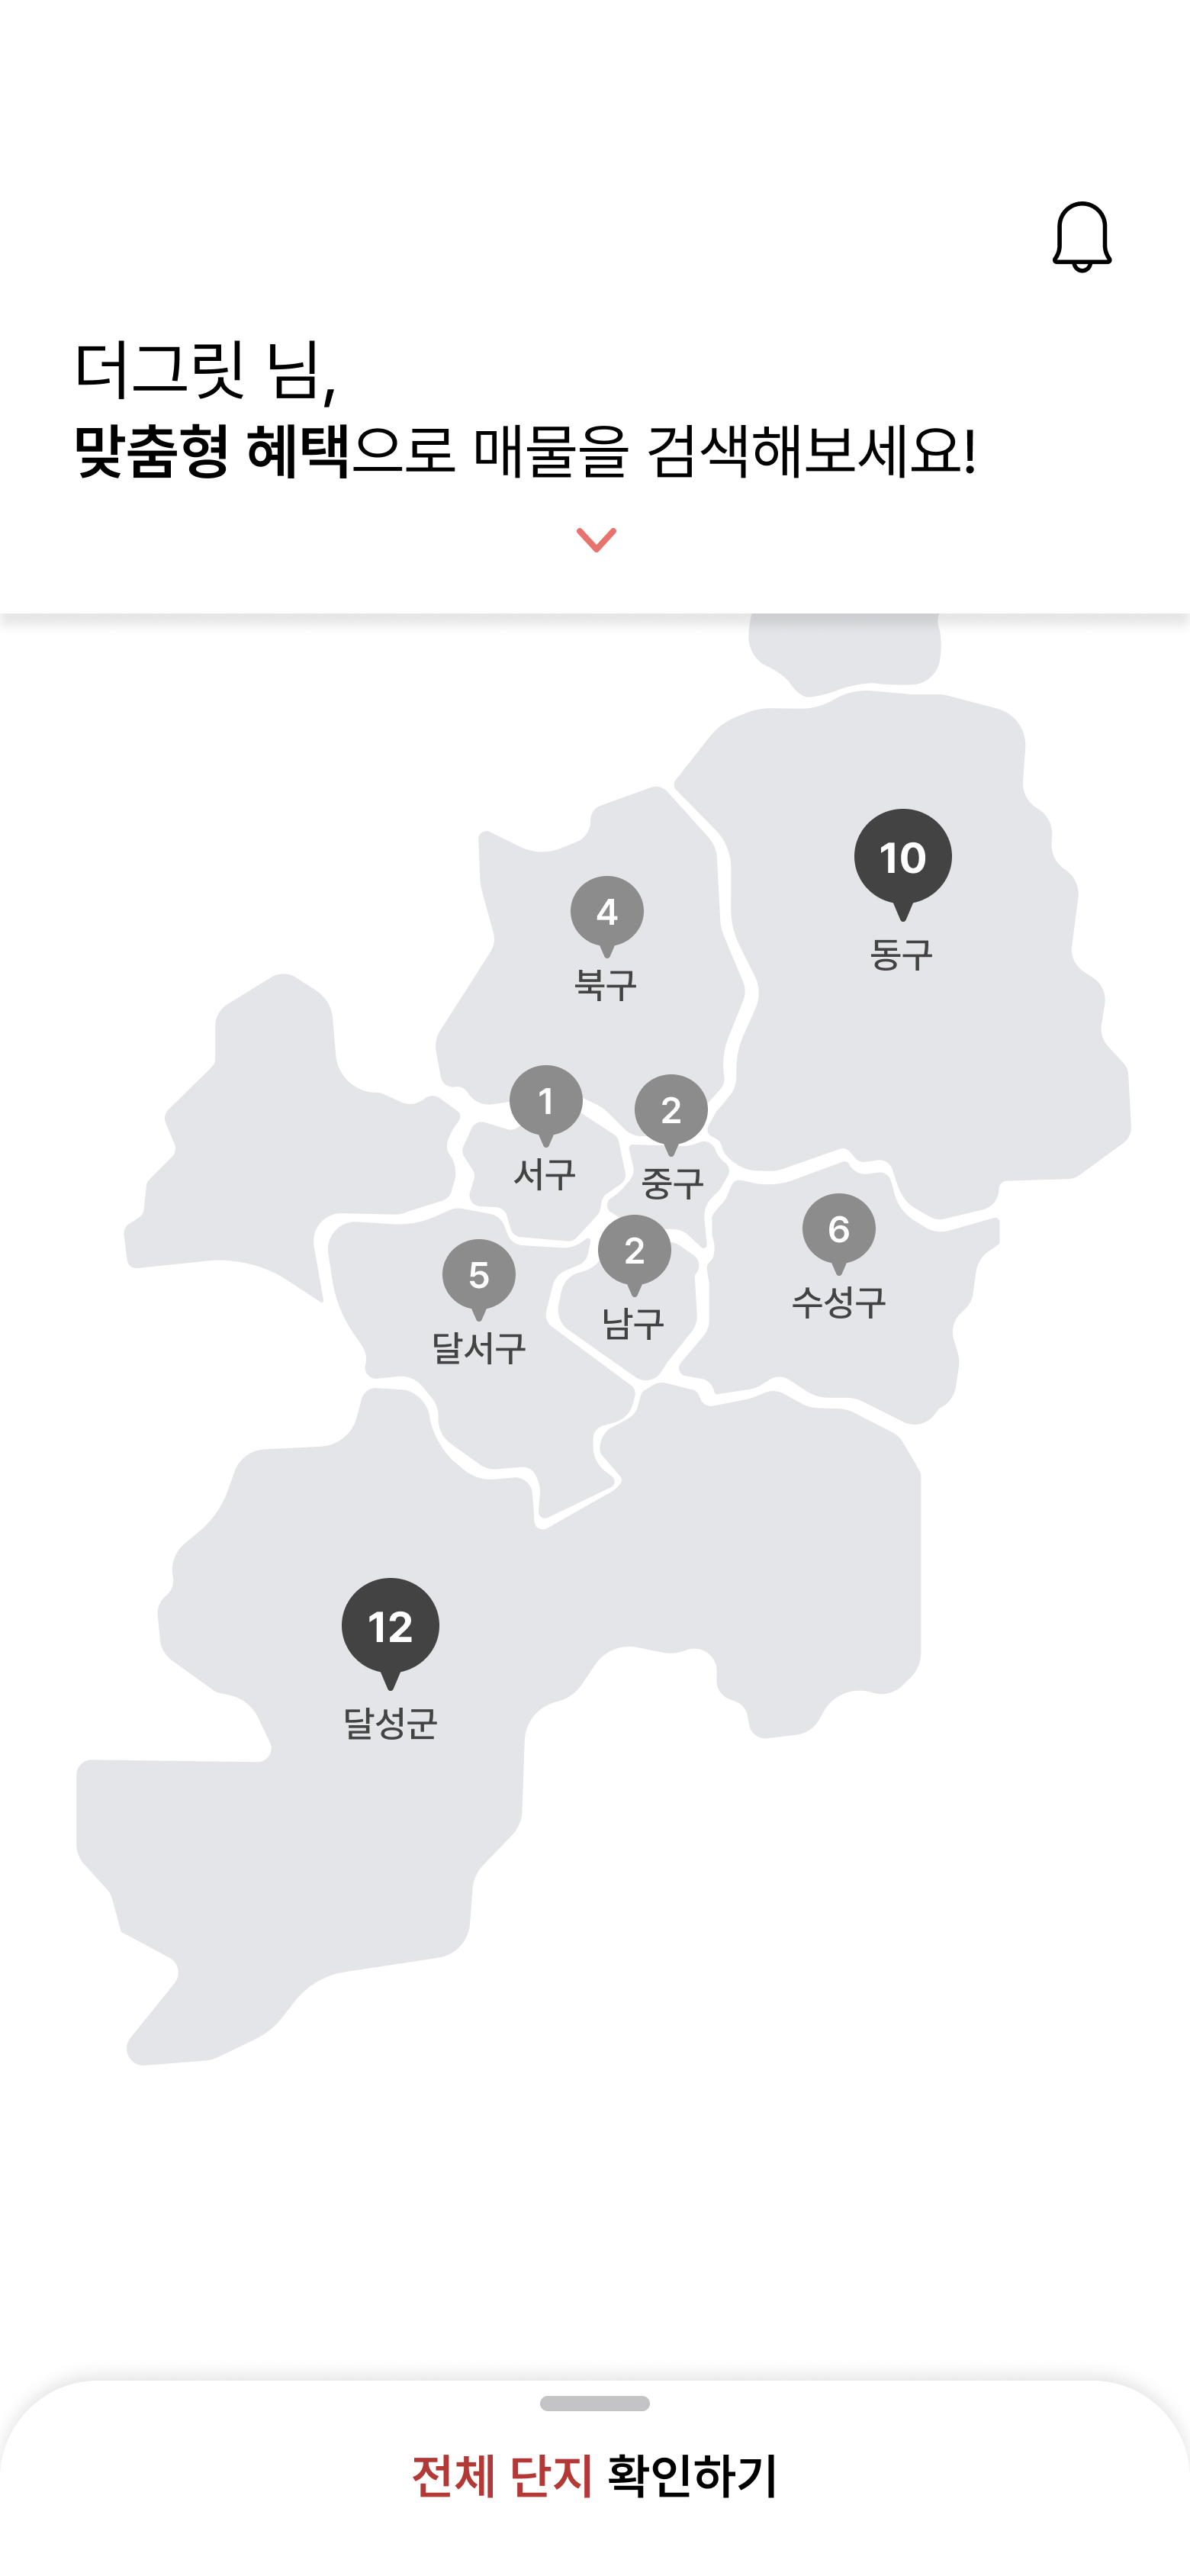 더그릿 님,
맞춤형 혜택으로 매물을 검색해보세요!
10
동구
4
북구
1
서구
2
중구
6
수성구
2
남구
5
달서구
12
달성군
전체 단지 확인하기